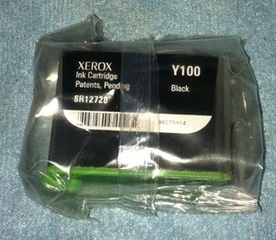 XEROX Y100
Ink Cartridge Black
Patents, Pending
8R12728